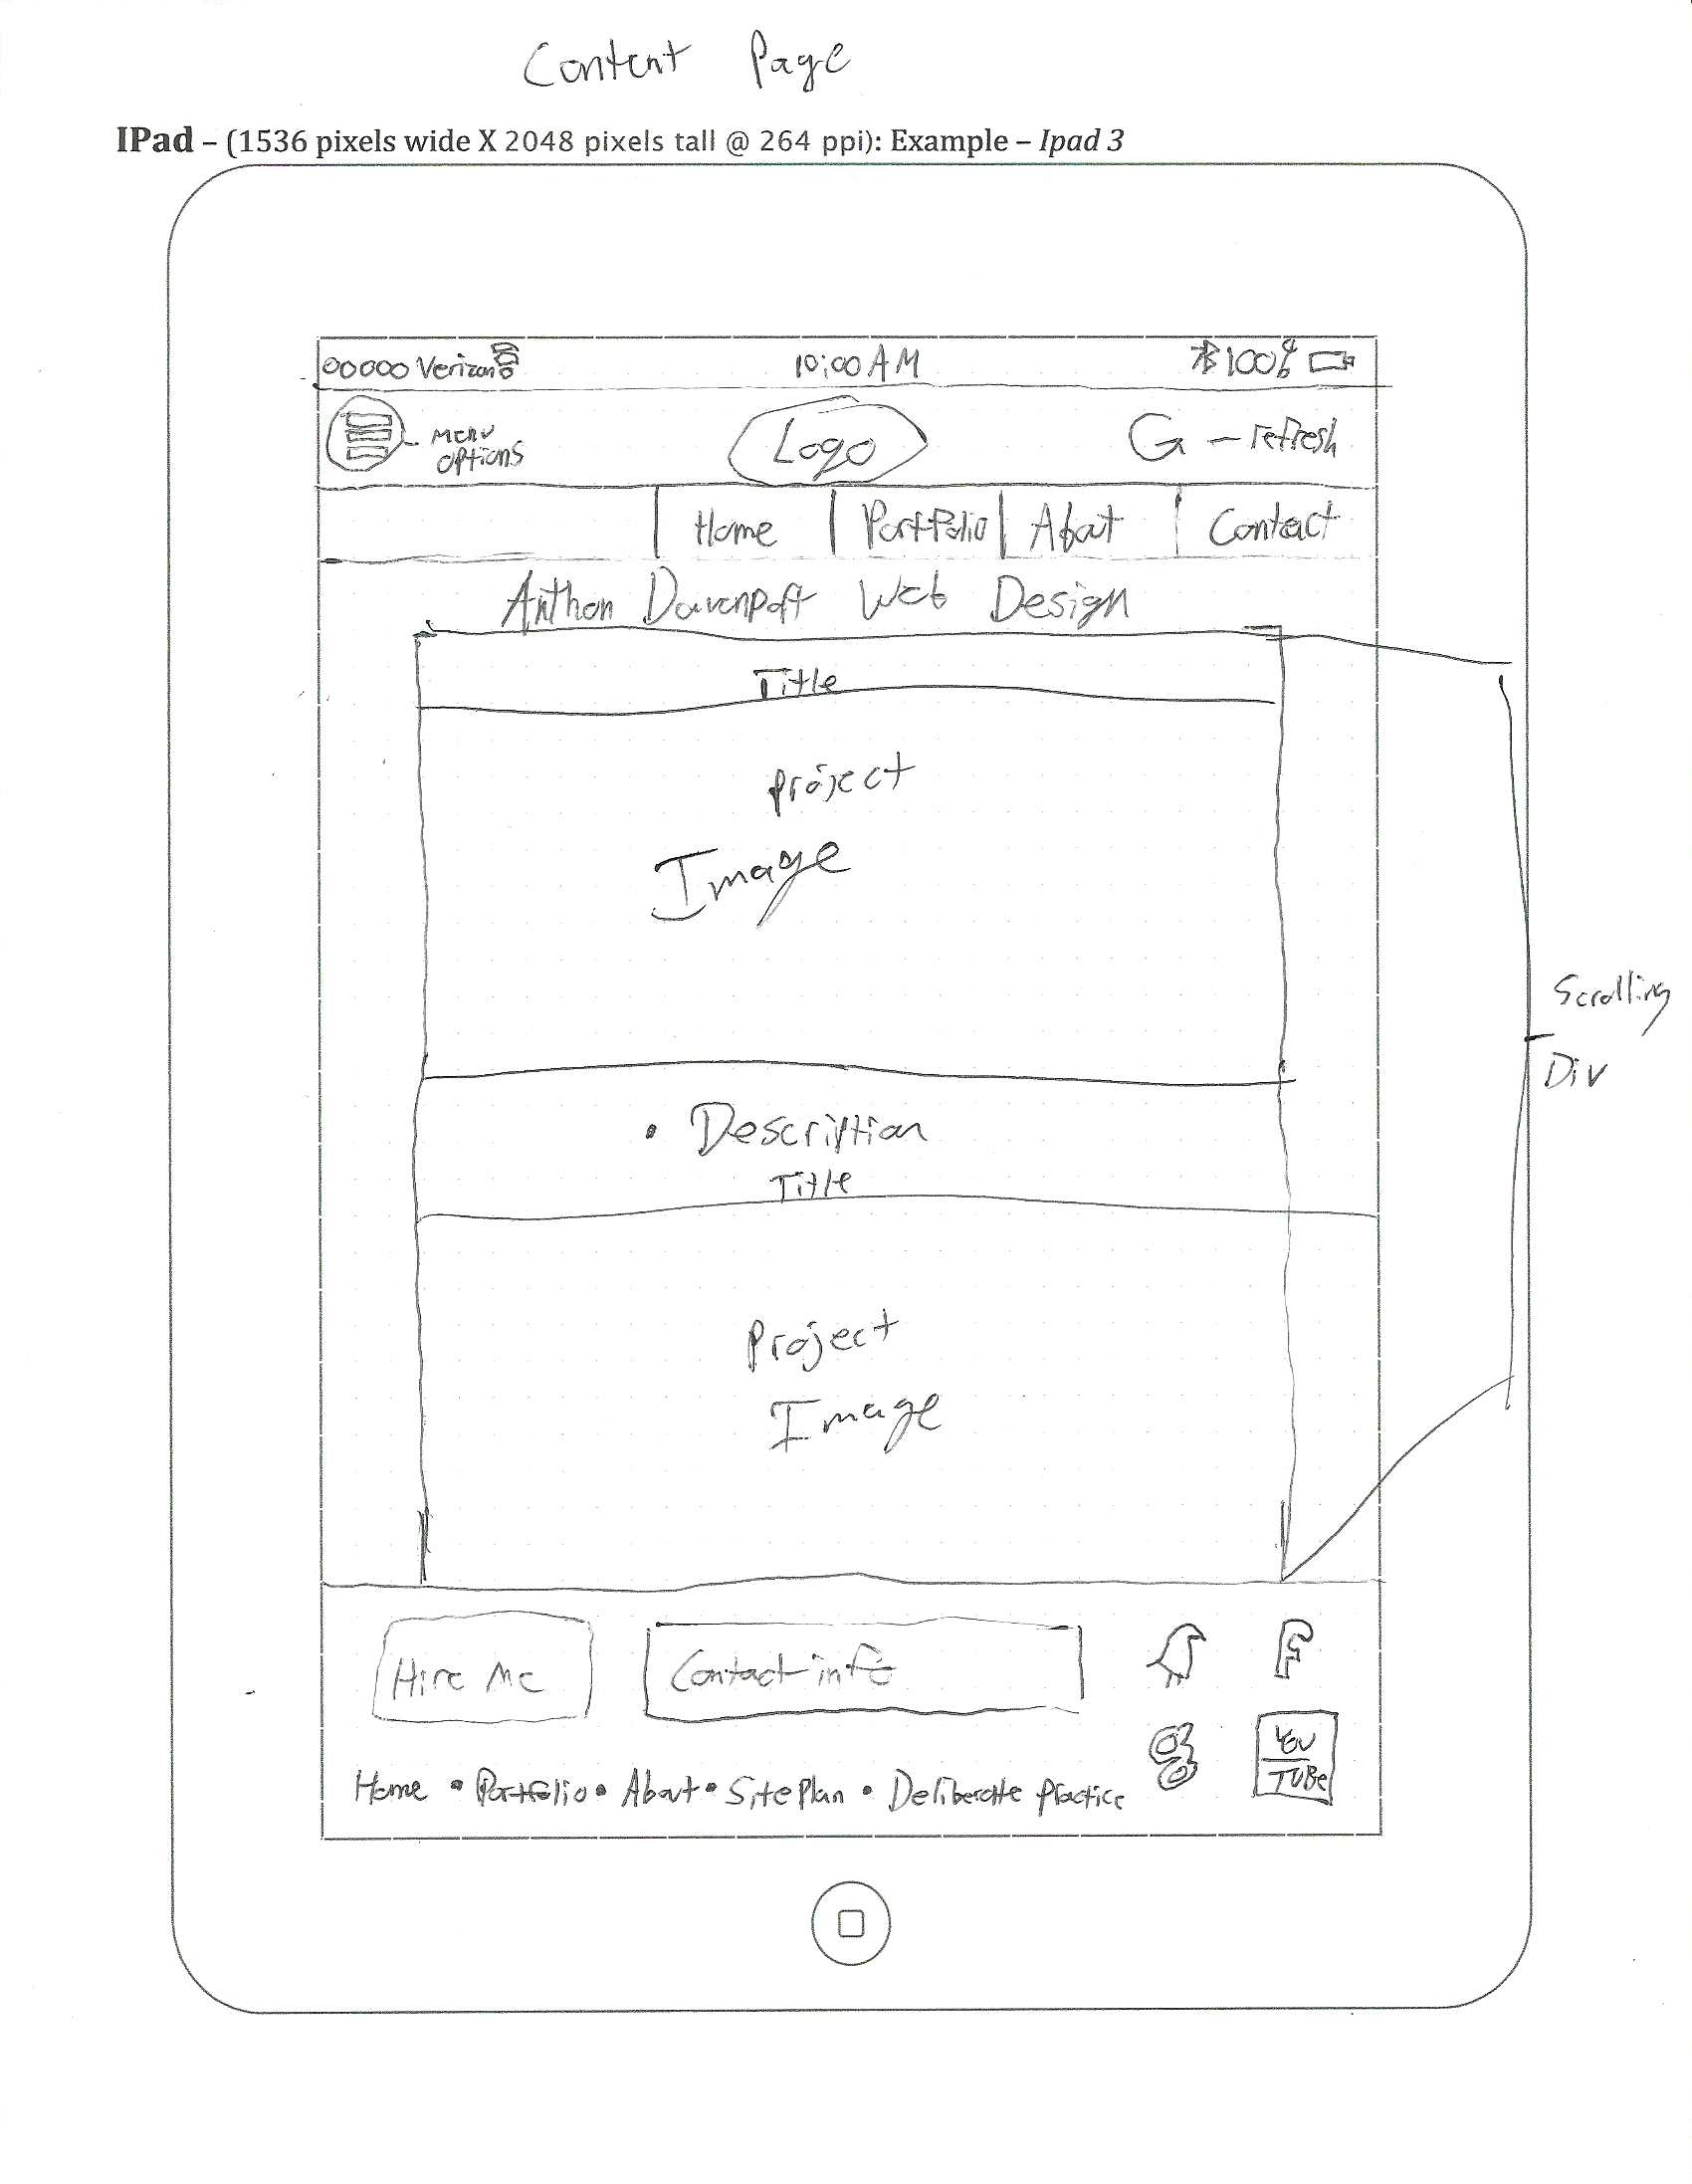 Content Page
IPad – (1536 pixels wide X 2048 pixels tall @ 264 ppi): Example – Ipad 3
00000 Verizon 10:00 AM 100%
Menu options Logo G – refresh
Home Portfolio About Contact
Anthon Davenport Web Design
Title
Project
Image
Scrolling
Div
• Description
Title
Project
Image
Hire Me Contact info F
g You Tube
Home • Portfolio • About • Site Plan • Deliberate Practice